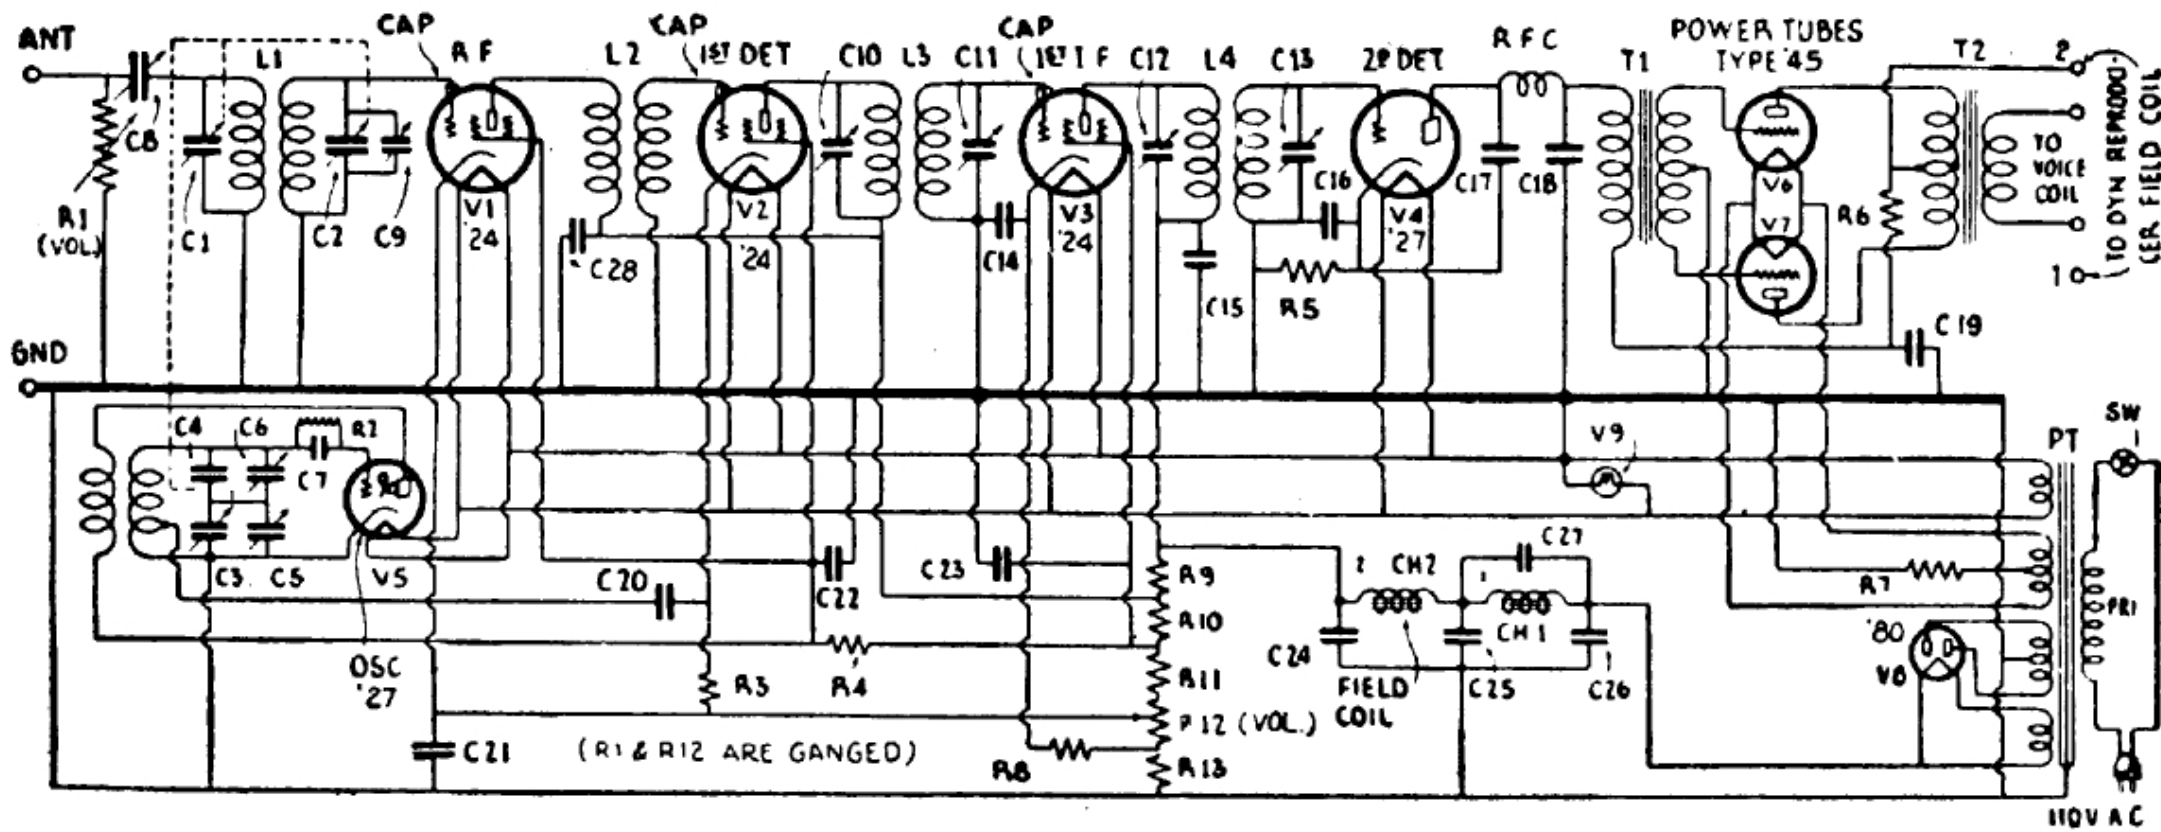 ANT
CAP
RF
CAP
1ST DET
CAP
1ST I F
2D DET
RFC
POWER TUBES
TYPE '45
L1
L2
C10
L3
C11
C12
L4
C13
T1
T2
2
TO DYN REPRODU-
CER FIELD COIL
TO
VOICE
COIL
1
C8
R1
(VOL.)
C1
C2
C9
V1
'24
C28
V2
'24
C14
V3
'24
C15
C16
R5
V4
'27
C17
C18
V6
V7
R6
C19
GND
C4
C6
R2
C7
C3
C5
V5
OSC
'27
C20
C22
C23
R3
R4
C21
(R1 & R12 ARE GANGED)
R8
R9
R10
R11
R12 (VOL.)
R13
V9
PT
SW
2
CH2
C27
1
CH1
C24
FIELD
COIL
C25
C26
R7
'80
V8
PRI
110V AC